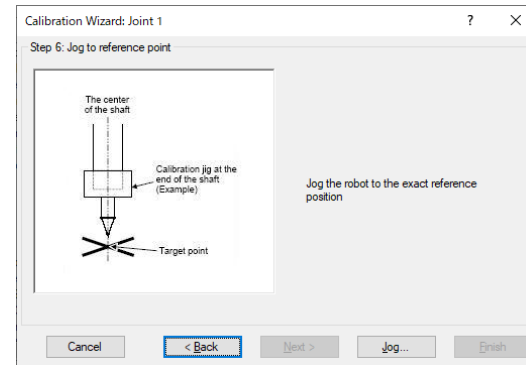 Calibration Wizard: Joint 1
Step 6: Jog to reference point
The center
of the shaft
Calibration jig at the
end of the shaft
(Example)
Target point
Jog the robot to the exact reference
position
Cancel
< Back
Next >
Jog...
Finish